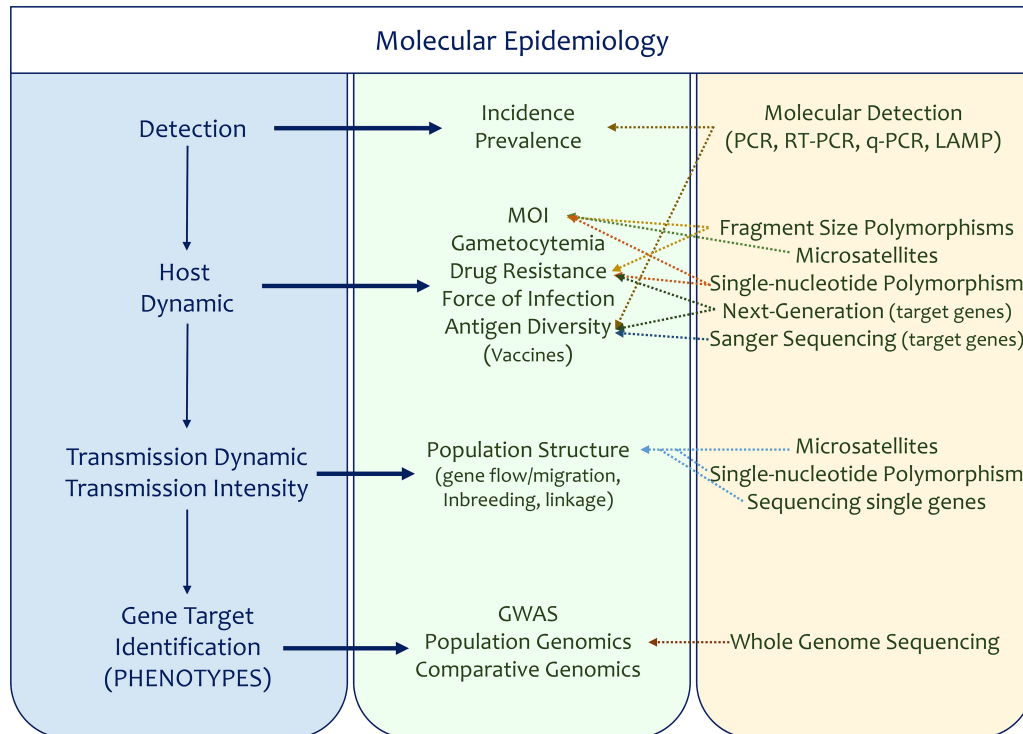 Molecular Epidemiology
Detection
Host
Dynamic
Transmission Dynamic
Transmission Intensity
Gene Target
Identification
(PHENOTYPES)
Incidence
Prevalence
MOI
Gametocytemia
Drug Resistance
Force of Infection
Antigen Diversity
(Vaccines)
Population Structure
(gene flow/migration,
Inbreeding, linkage)
GWAS
Population Genomics
Comparative Genomics
Molecular Detection
(PCR, RT-PCR, q-PCR, LAMP)
Fragment Size Polymorphisms
Microsatellites
Single-nucleotide Polymorphism
Next-Generation (target genes)
Sanger Sequencing (target genes)
Microsatellites
Single-nucleotide Polymorphism
Sequencing single genes
Whole Genome Sequencing